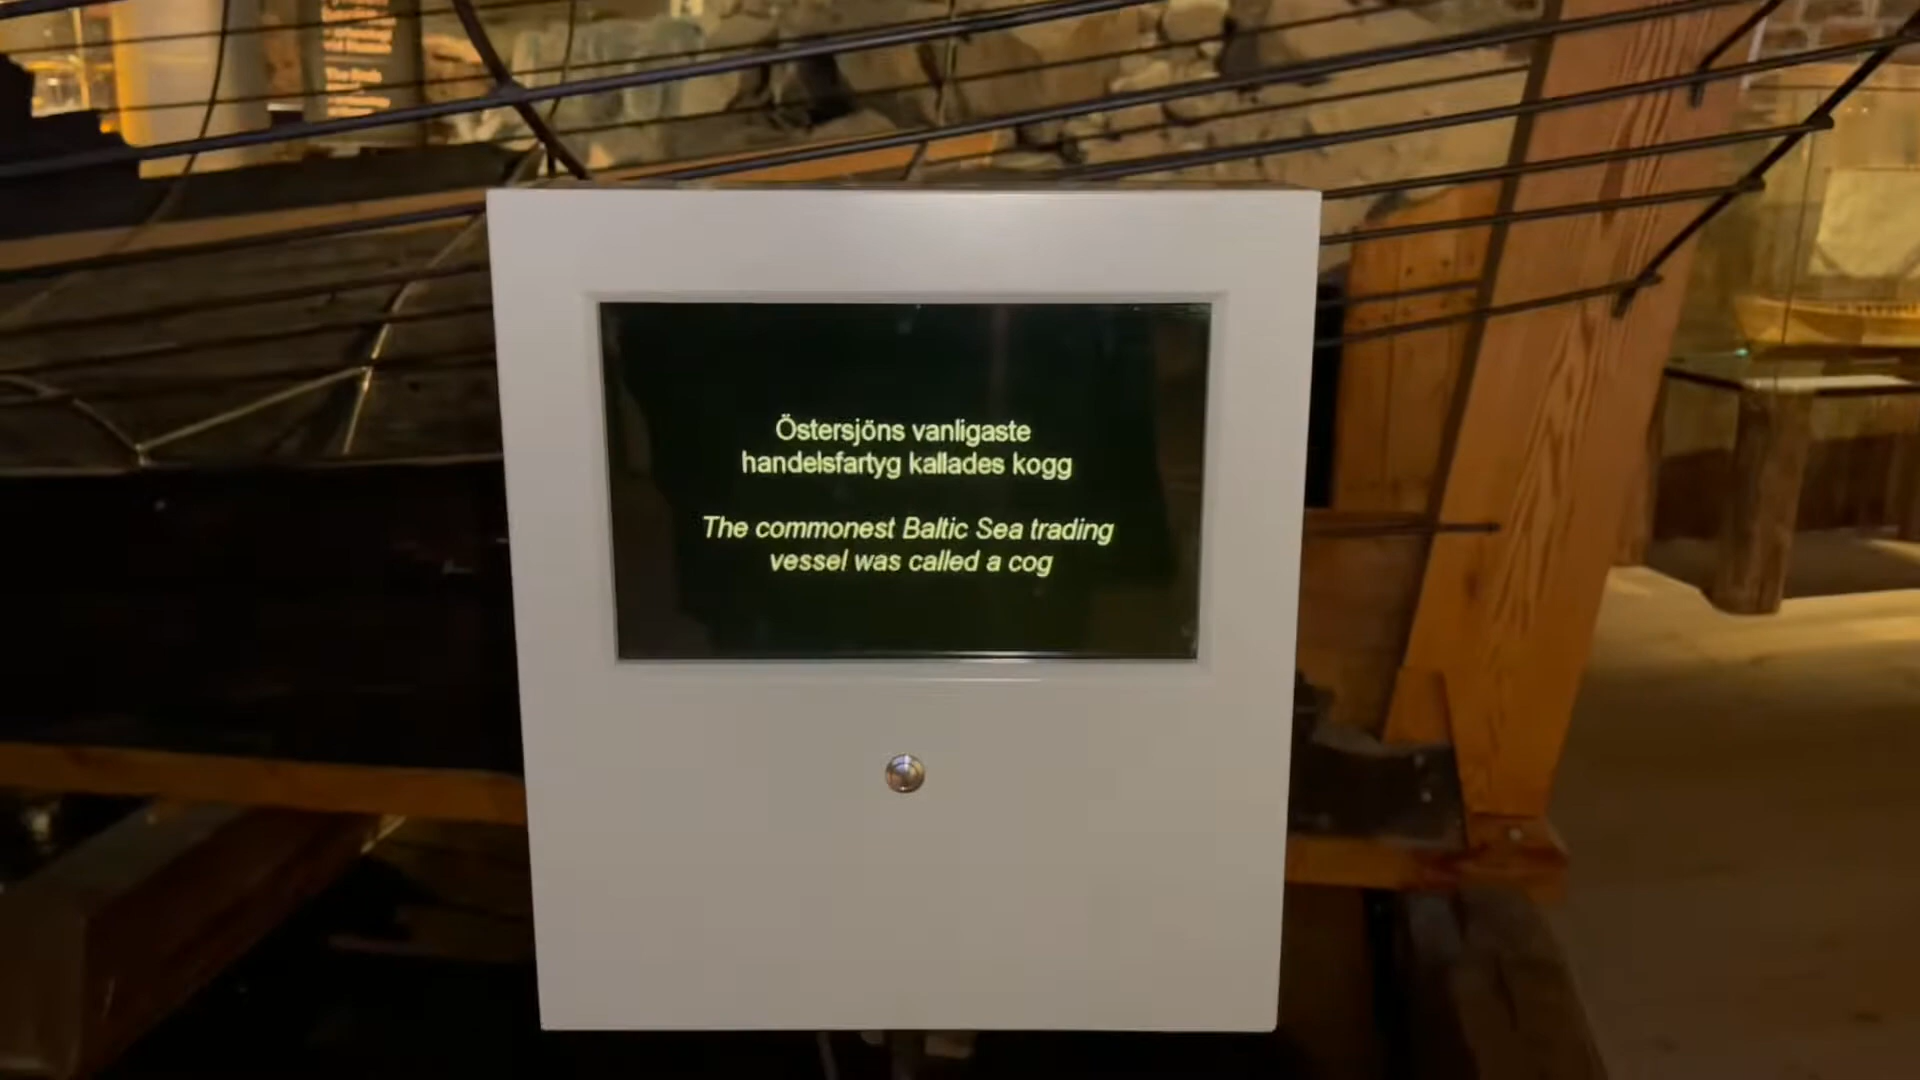 Östersjöns vanligaste
handelsfartyg kallades kogg
The commonest Baltic Sea trading
vessel was called a cog